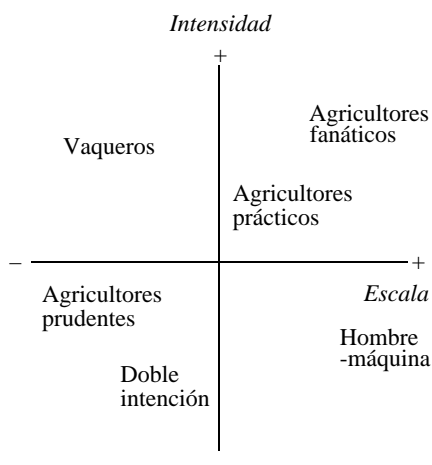 Intensidad
+
Agricultores
fanáticos
Vaqueros
Agricultores
prácticos
– +
Agricultores
prudentes
Escala
Hombre
-máquina
Doble
intención